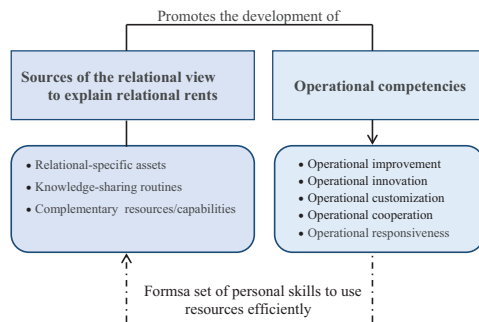 Promotes the development of
Sources of the relational view
to explain relational rents
Operational competencies
• Relational-specific assets
• Knowledge-sharing routines
• Complementary resources/capabilities
• Operational improvement
• Operational innovation
• Operational customization
• Operational cooperation
• Operational responsiveness
Formsa set of personal skills to use
resources efficiently